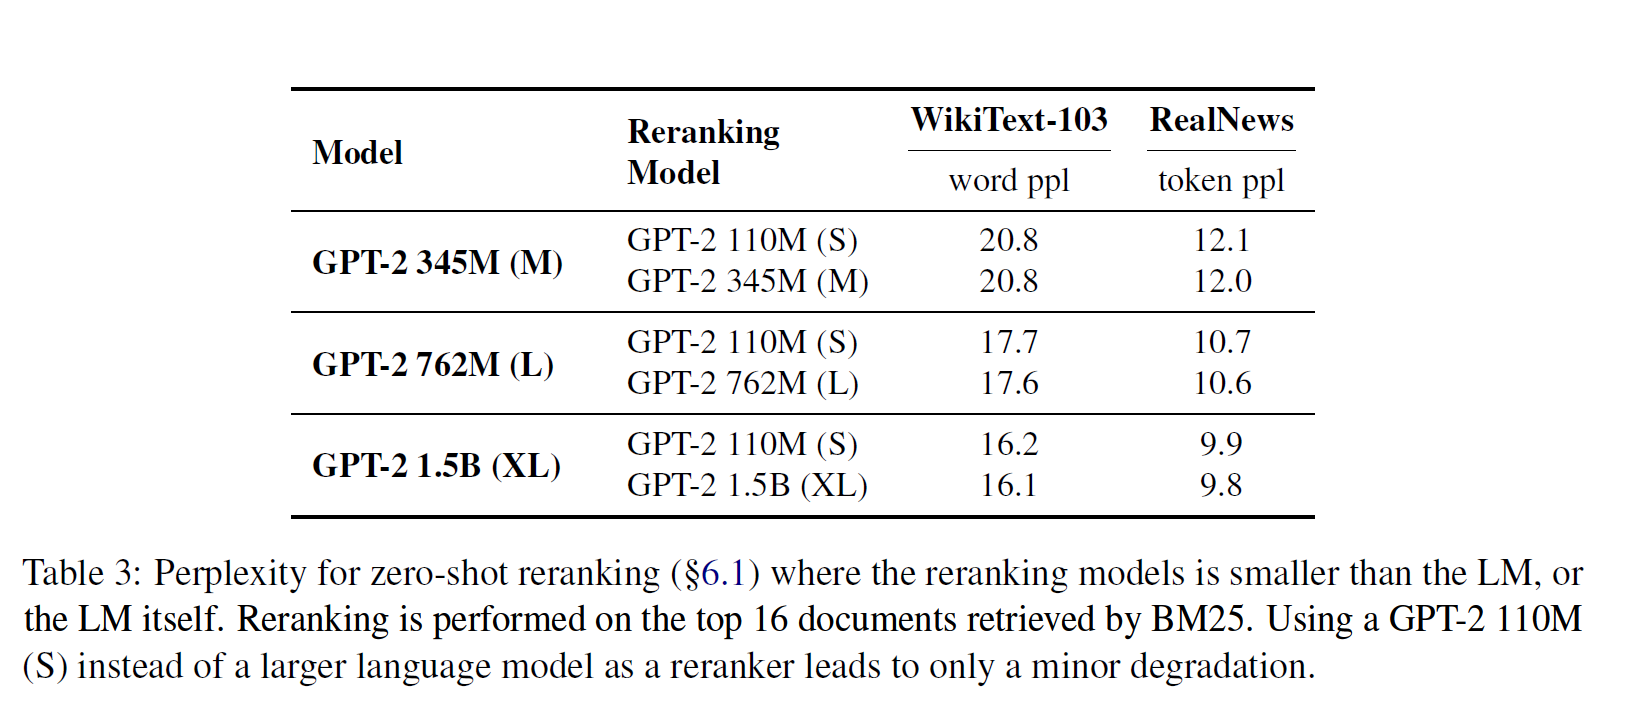 Model Reranking Model WikiText-103 RealNews
word ppl token ppl
GPT-2 345M (M) GPT-2 110M (S) 20.8 12.1
GPT-2 345M (M) 20.8 12.0
GPT-2 762M (L) GPT-2 110M (S) 17.7 10.7
GPT-2 762M (L) 17.6 10.6
GPT-2 1.5B (XL) GPT-2 110M (S) 16.2 9.9
GPT-2 1.5B (XL) 16.1 9.8
Table 3: Perplexity for zero-shot reranking (§6.1) where the reranking models is smaller than the LM, or
the LM itself. Reranking is performed on the top 16 documents retrieved by BM25. Using a GPT-2 110M
(S) instead of a larger language model as a reranker leads to only a minor degradation.